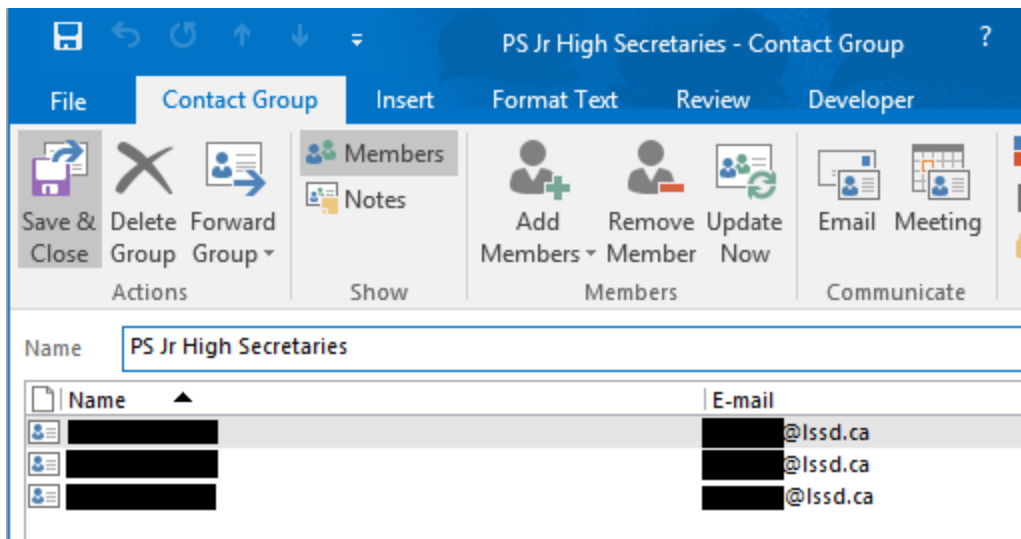 PS Jr High Secretaries - Contact Group ?
File Contact Group Insert Format Text Review Developer
Save & Close
Delete Group
Forward Group
Members
Notes
Add Members
Remove Member
Update Now
Email
Meeting
Actions Show Members Communicate
Name PS Jr High Secretaries
Name E-mail
@lssd.ca
@lssd.ca
@lssd.ca